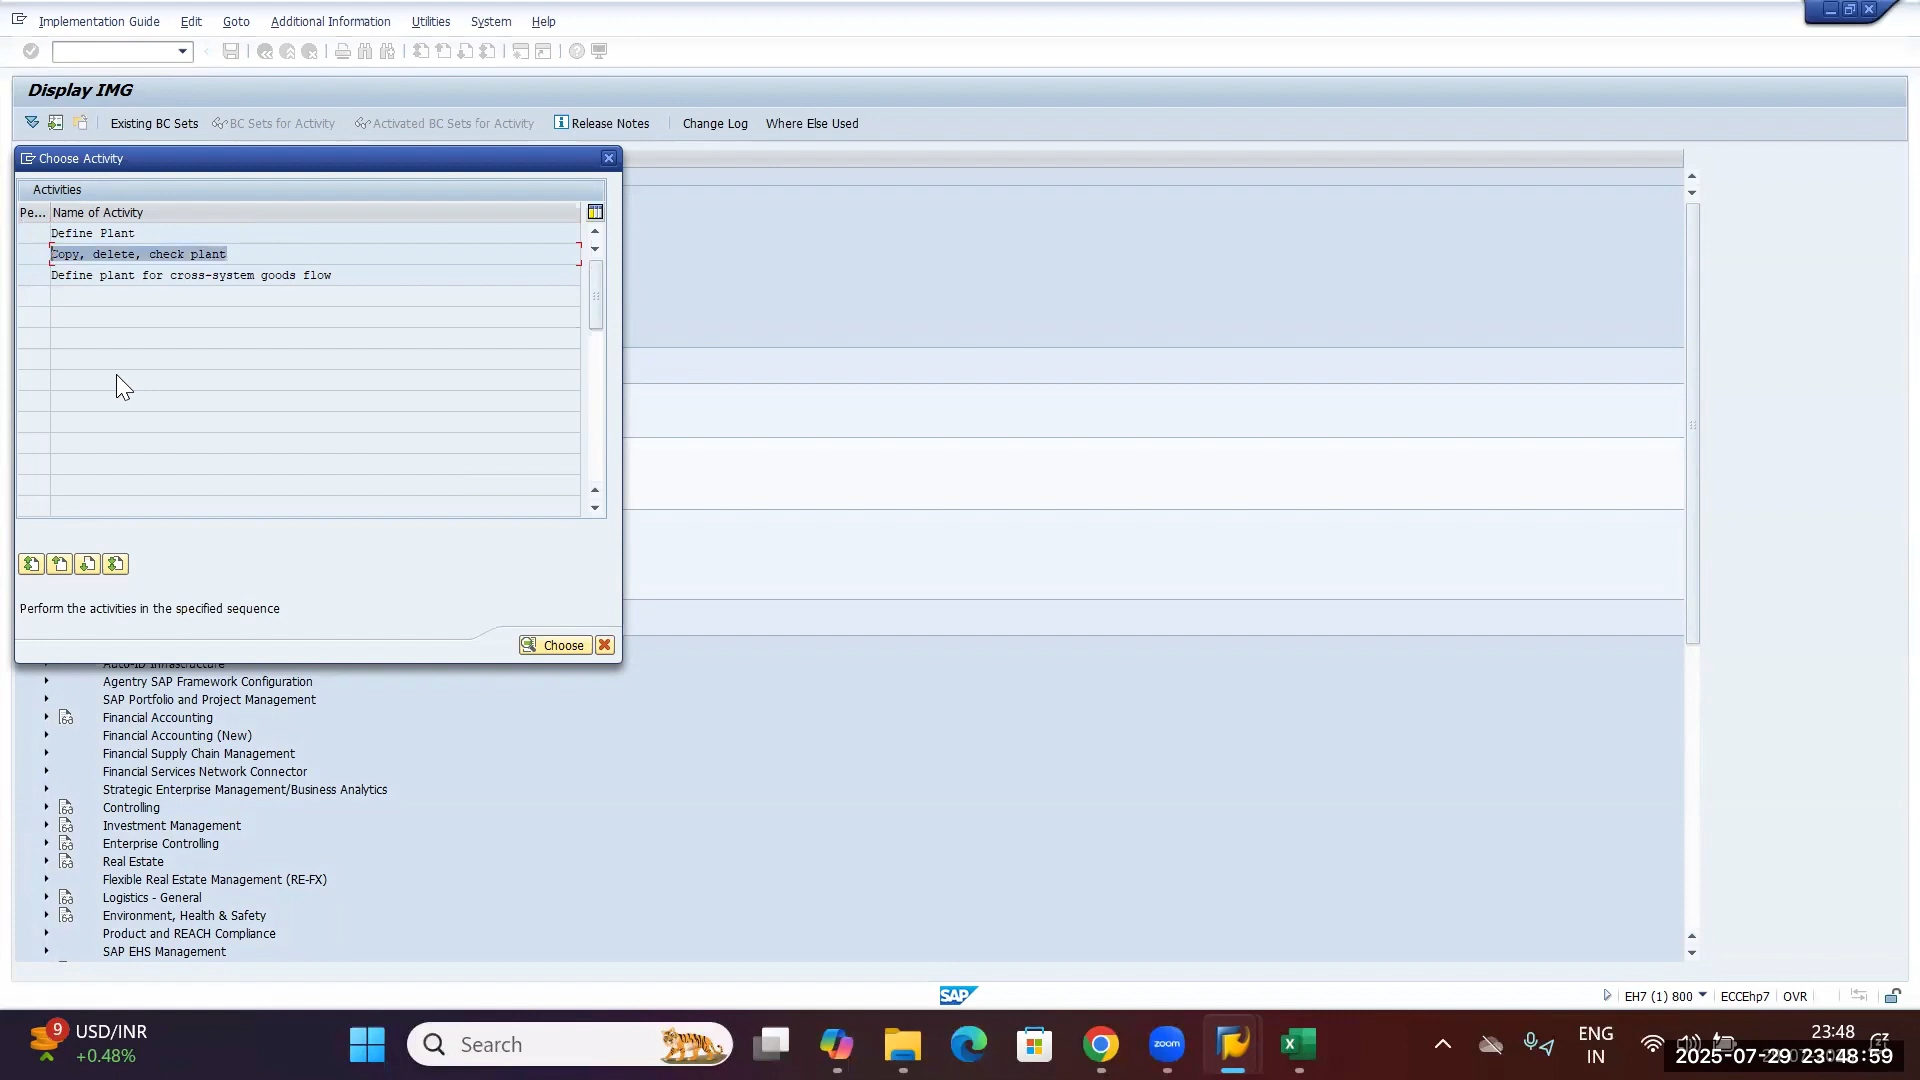 Implementation Guide Edit Goto Additional Information Utilities System Help
Display IMG
Existing BC Sets BC Sets for Activity Activated BC Sets for Activity Release Notes Change Log Where Else Used
Choose Activity
Activities
Pe... Name of Activity
Define Plant
Copy, delete, check plant
Define plant for cross-system goods flow
Perform the activities in the specified sequence
Choose
Auto-ID Infrastructure
Agentry SAP Framework Configuration
SAP Portfolio and Project Management
Financial Accounting
Financial Accounting (New)
Financial Supply Chain Management
Financial Services Network Connector
Strategic Enterprise Management/Business Analytics
Controlling
Investment Management
Enterprise Controlling
Real Estate
Flexible Real Estate Management (RE-FX)
Logistics - General
Environment, Health & Safety
Product and REACH Compliance
SAP EHS Management
SAP EH7 (1) 800 ECCEhp7 OVR
9 USD/INR
+0.48%
Search
zoom
ENG
IN
23:48
2025-07-29 23:48:59